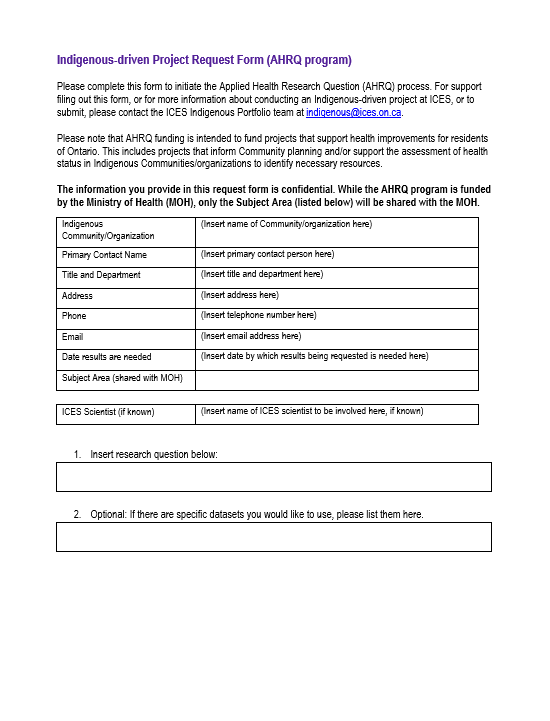 Indigenous-driven Project Request Form (AHRQ program)
Please complete this form to initiate the Applied Health Research Question (AHRQ) process. For support
filing out this form, or for more information about conducting an Indigenous-driven project at ICES, or to
submit, please contact the ICES Indigenous Portfolio team at indigenous@ices.on.ca.
Please note that AHRQ funding is intended to fund projects that support health improvements for residents
of Ontario. This includes projects that inform Community planning and/or support the assessment of health
status in Indigenous Communities/organizations to identify necessary resources.
The information you provide in this request form is confidential. While the AHRQ program is funded
by the Ministry of Health (MOH), only the Subject Area (listed below) will be shared with the MOH.
Indigenous (Insert name of Community/organization here)
Community/Organization
Primary Contact Name (Insert primary contact person here)
Title and Department (Insert title and department here)
Address (Insert address here)
Phone (Insert telephone number here)
Email (Insert email address here)
Date results are needed (Insert date by which results being requested is needed here)
Subject Area (shared with MOH)
ICES Scientist (if known) (Insert name of ICES scientist to be involved here, if known)
1. Insert research question below:
2. Optional: If there are specific datasets you would like to use, please list them here.